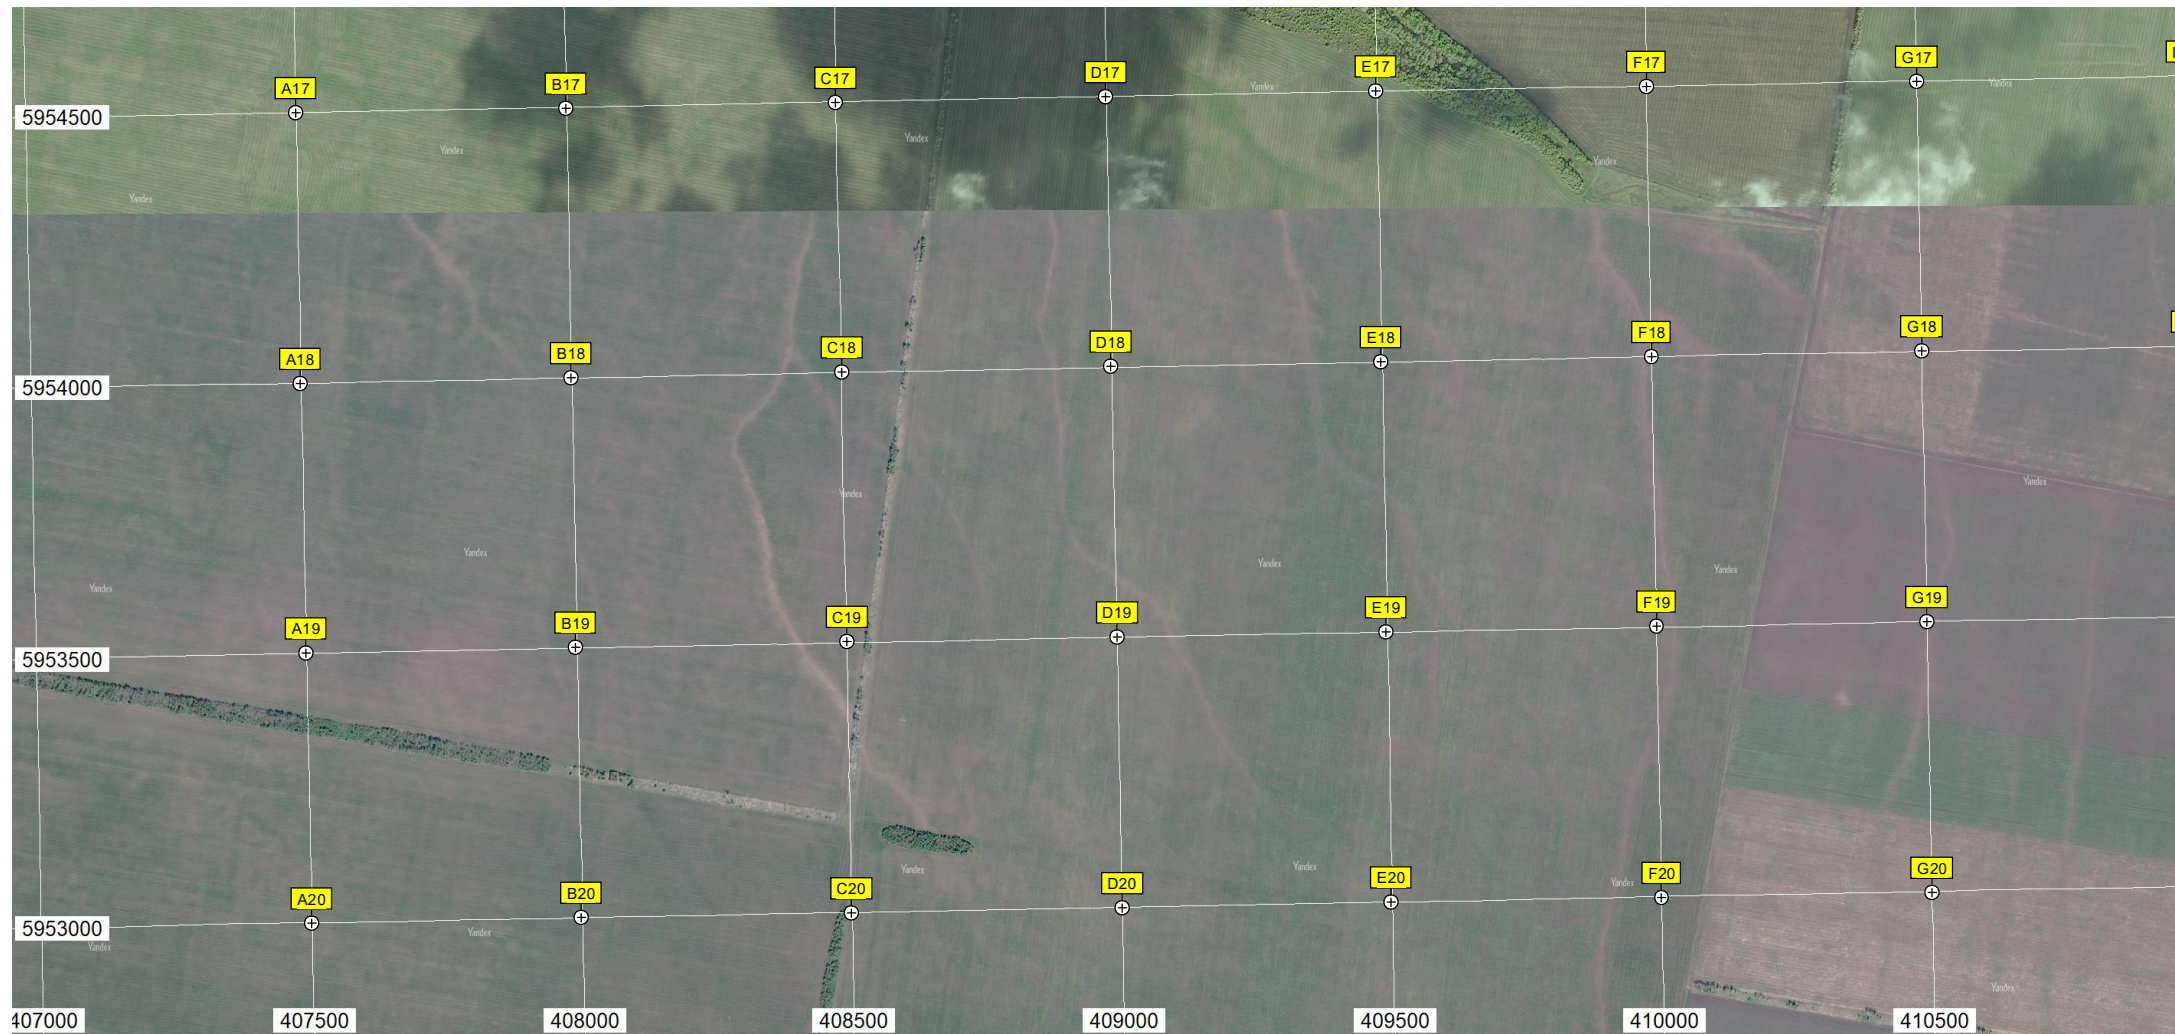 A17 B17 C17 D17 E17 F17 G17
5954500
Yandex Yandex Yandex Yandex Yandex Yandex
A18 B18 C18 D18 E18 F18 G18
5954000
Yandex Yandex Yandex Yandex Yandex Yandex
A19 B19 C19 D19 E19 F19 G19
5953500
Yandex Yandex Yandex
A20 B20 C20 D20 E20 F20 G20
5953000
Yandex Yandex Yandex
407000 407500 408000 408500 409000 409500 410000 410500